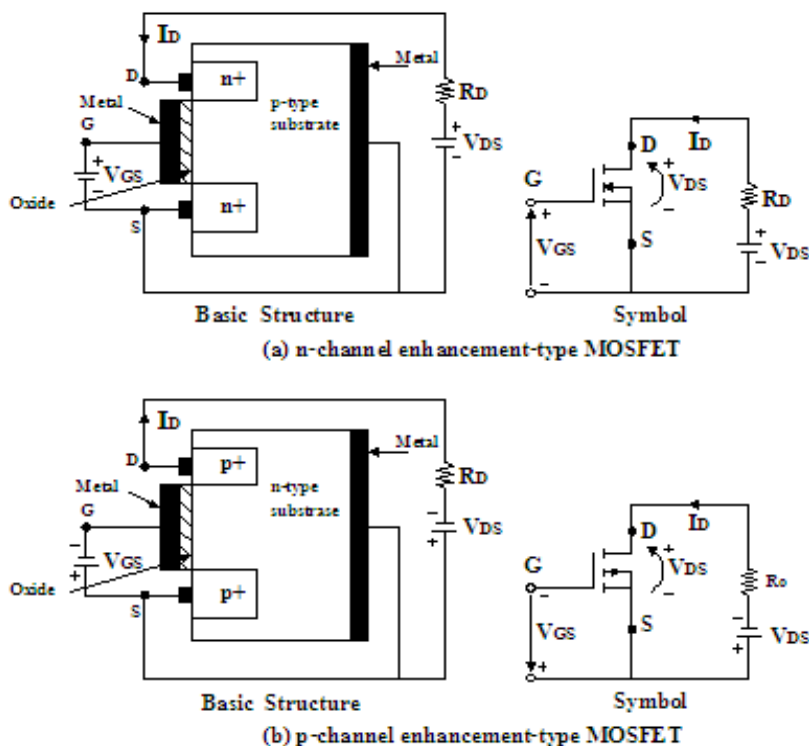 ID
D
n+
Metal
Metal
G
p-type
substrate
RD
+
VGS
−
+
VDS
−
Oxide
n+
S
Basic Structure
D
ID
G
+
VDS
−
RD
+
VGS
−
S
+
VDS
−
Symbol
(a) n-channel enhancement-type MOSFET
ID
D
p+
Metal
Metal
G
n-type
substrase
RD
−
VGS
+
−
VDS
+
Oxide
p+
S
Basic Structure
D
ID
G
−
+
VDS
−
Ro
VGS
+
S
−
VDS
+
Symbol
(b) p-channel enhancement-type MOSFET